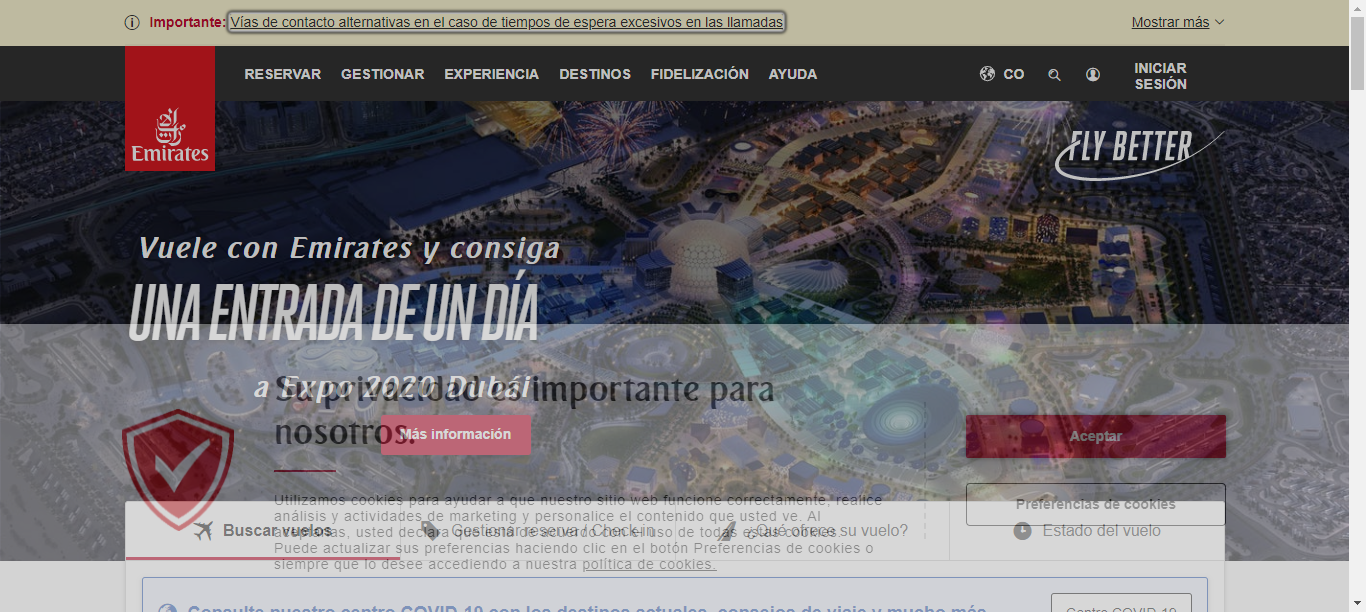 Importante: Vías de contacto alternativas en el caso de tiempos de espera excesivos en las llamadas
Mostrar más
RESERVAR GESTIONAR EXPERIENCIA DESTINOS FIDELIZACIÓN AYUDA
CO
INICIAR
SESIÓN
Emirates
FLY BETTER
Vuele con Emirates y consiga
UNA ENTRADA DE UN DÍA
a Expo 2020 Dubái
Su privacidad es importante para
nosotros.
Más información
Aceptar
Preferencias de cookies
Utilizamos cookies para ayudar a que nuestro sitio web funcione correctamente, realice
análisis y actividades de marketing y personalice el contenido que usted ve. Al
aceptarlas, usted declara que está de acuerdo con el uso de todas estas cookies.
Puede actualizar sus preferencias haciendo clic en el botón Preferencias de cookies o
siempre que lo desee accediendo a nuestra política de cookies.
Buscar vuelos
Gestionar reserva / Check-in
¿Qué ofrece su vuelo?
Estado del vuelo
Consulte nuestro centro COVID-19 con los destinos actuales, consejos de viaje y mucho más
Centro COVID-19